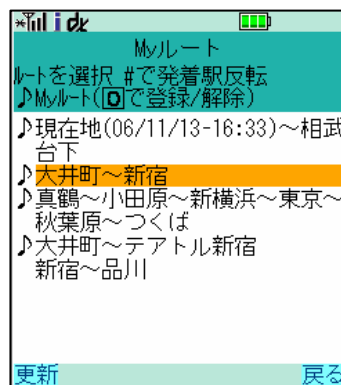 Myルート
ルートを選択 #で発着駅反転
♪Myルート(0で登録/解除)
♪現在地(06/11/13-16:33)～相武
台下
♪大井町～新宿
♪真鶴～小田原～新横浜～東京～
秋葉原～つくば
♪大井町～テアトル新宿
新宿～品川
更新 戻る